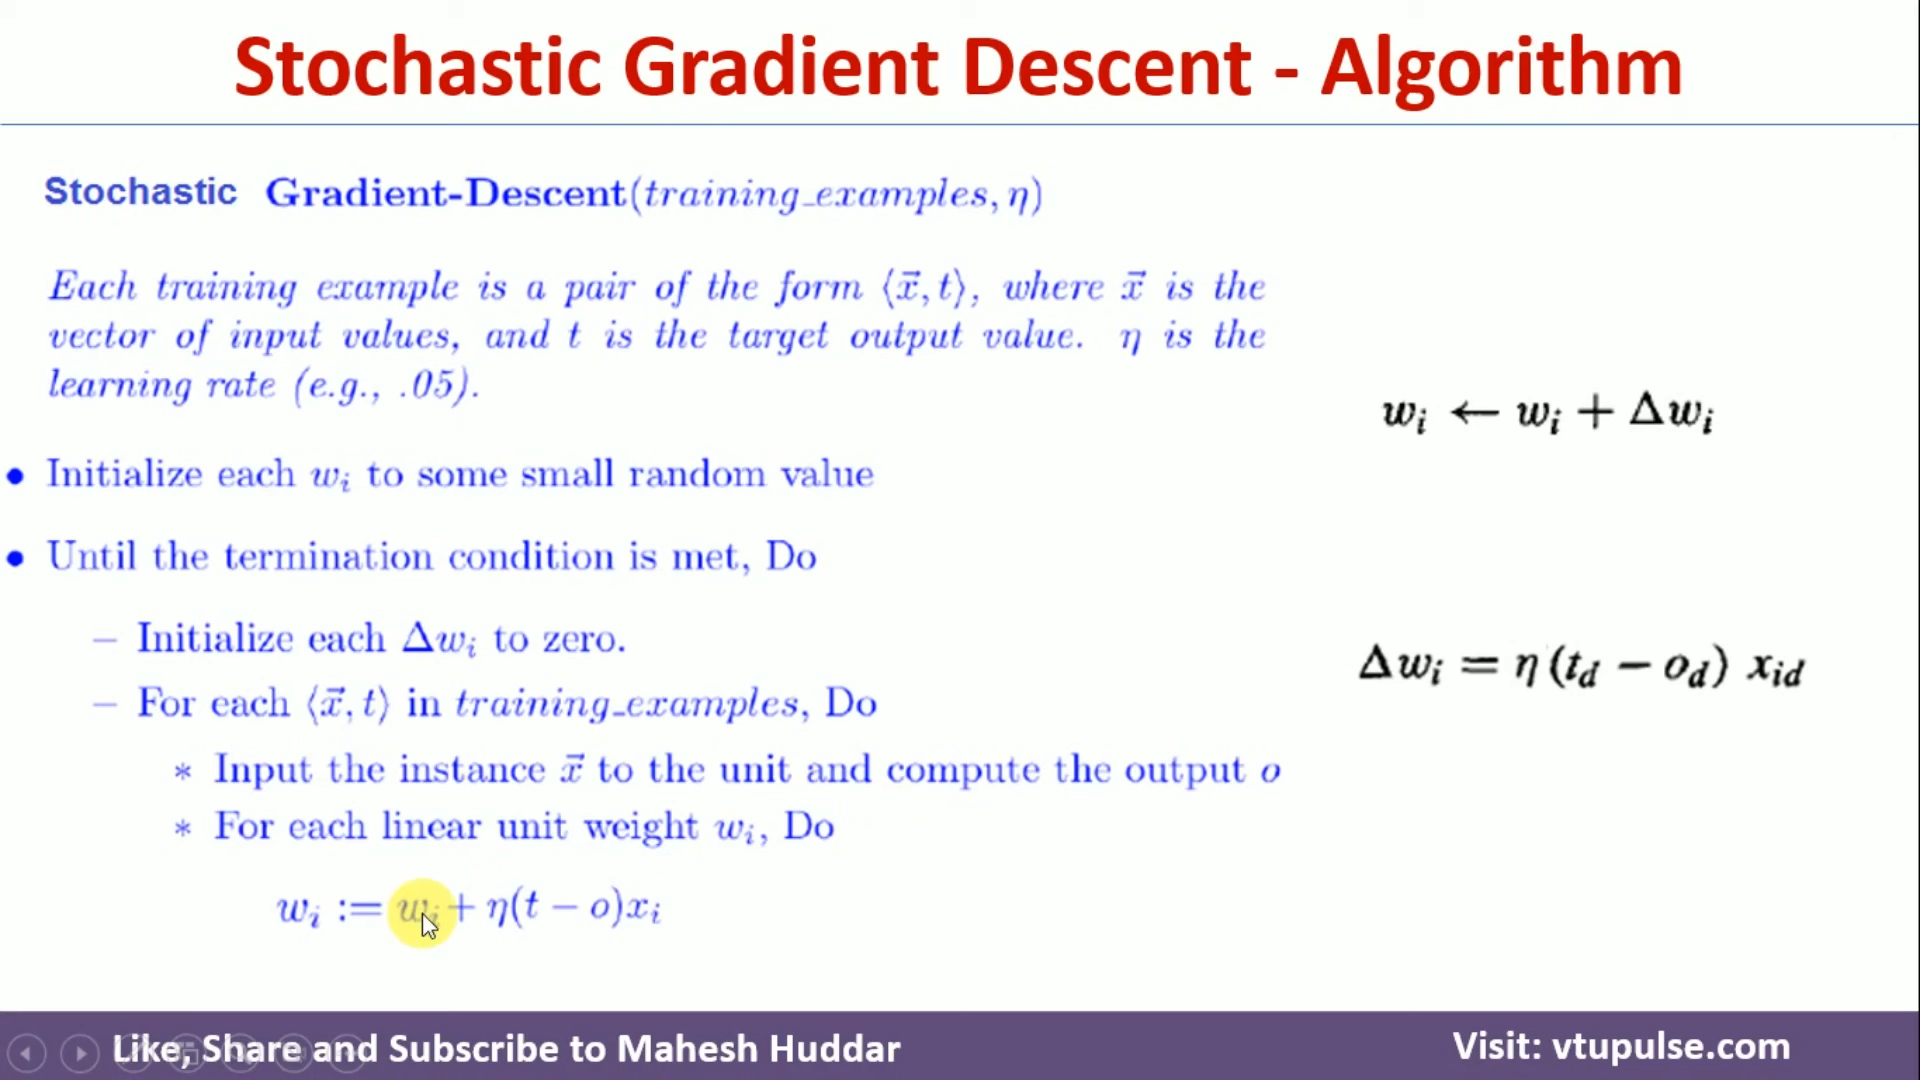 Stochastic Gradient Descent - Algorithm
Stochastic Gradient-Descent(training_examples, η)
Each training example is a pair of the form ⟨x⃗, t⟩, where x⃗ is the
vector of input values, and t is the target output value. η is the
learning rate (e.g., .05).
wᵢ ← wᵢ + Δwᵢ
• Initialize each wᵢ to some small random value
• Until the termination condition is met, Do
– Initialize each Δwᵢ to zero.
Δwᵢ = η (t_d − o_d) x_id
– For each ⟨x⃗, t⟩ in training_examples, Do
∗ Input the instance x⃗ to the unit and compute the output o
∗ For each linear unit weight wᵢ, Do
wᵢ := wᵢ + η(t − o)xᵢ
Like, Share and Subscribe to Mahesh Huddar
Visit: vtupulse.com